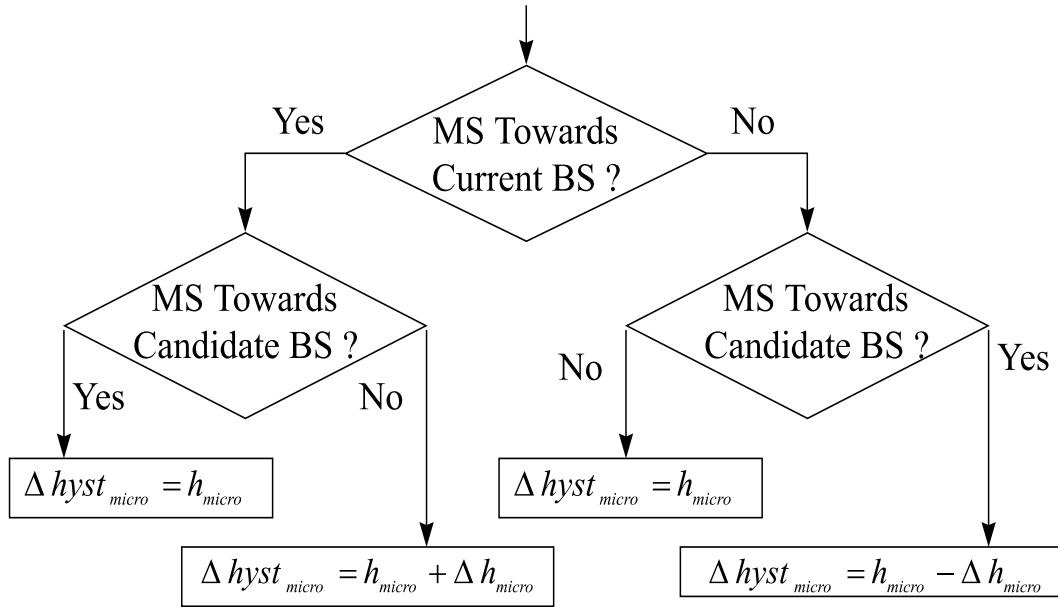 Yes
MS Towards
Current BS ?
No
MS Towards
Candidate BS ?
MS Towards
Candidate BS ?
Yes
No
No
Yes
Δ hyst_micro = h_micro
Δ hyst_micro = h_micro
Δ hyst_micro = h_micro + Δ h_micro
Δ hyst_micro = h_micro − Δ h_micro